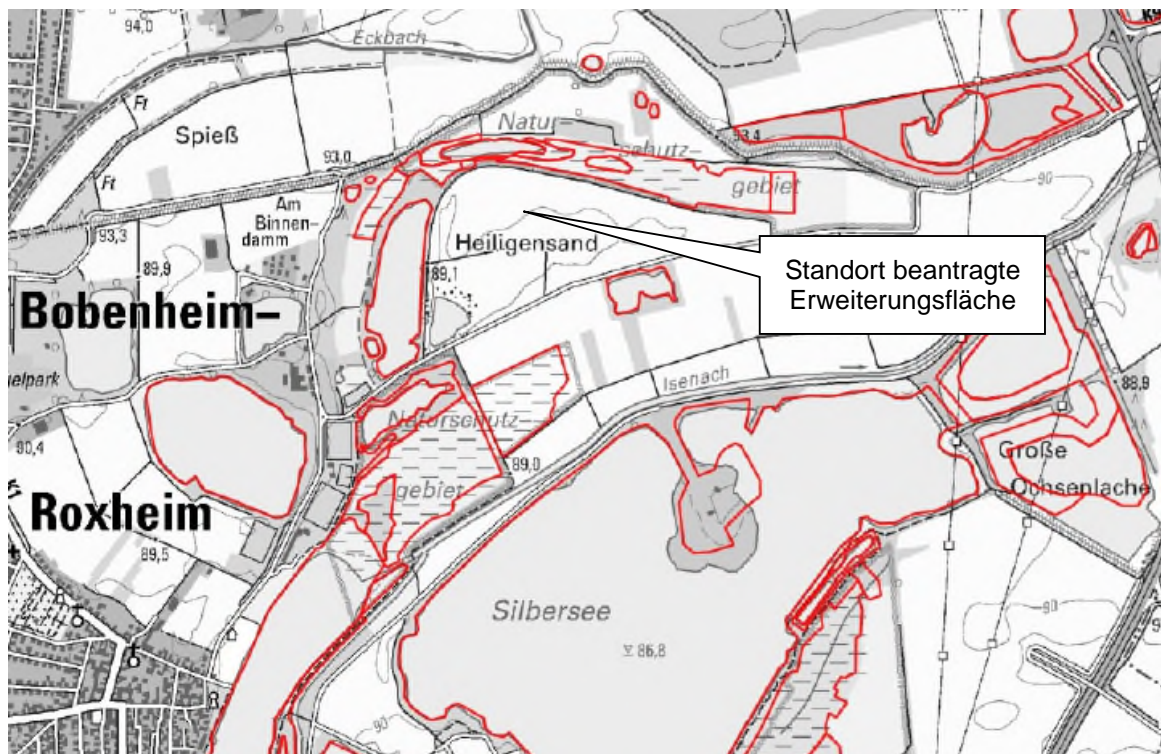 94,0
Eckbach
Ft
Spieß
Natur-
93,4
schutz-
93,0
gebiet
Ft
Am
Binnen-
damm
90
93,3
Heiligensand
Standort beantragte
Erweiterungsfläche
89,9
89,1
Bobenheim-
Isenach
88,9
Naturschutz-
90,4
89,0
Große
gebiet
Ochsenlache
Roxheim
89,5
Silbersee
90
86,8
90